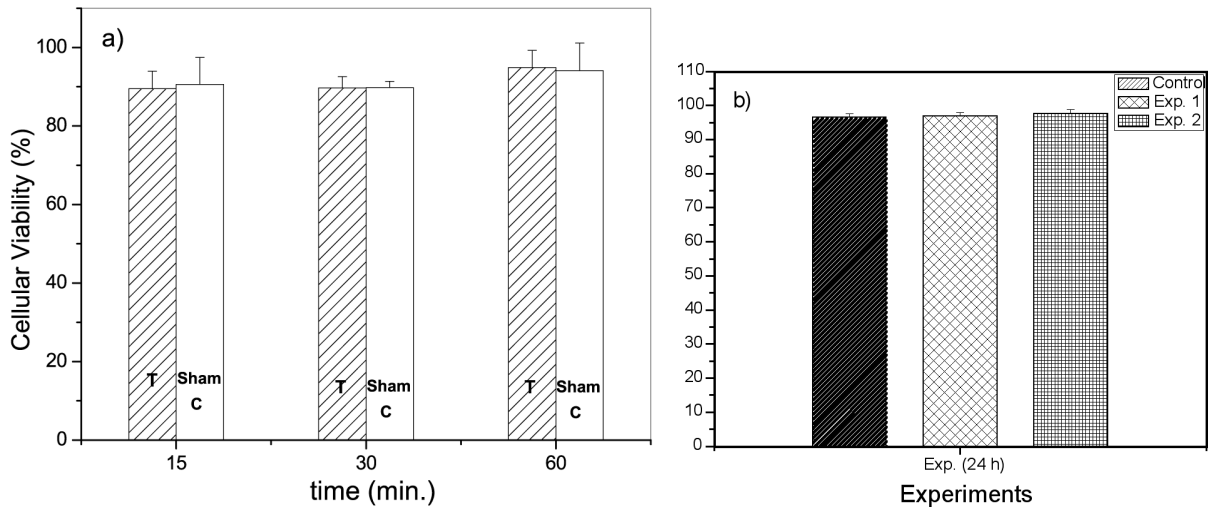 a)
Cellular Viability (%)
100
80
60
40
20
0
T
Sham
C
T
Sham
C
T
Sham
C
15
30
60
time (min.)
b)
Control
Exp. 1
Exp. 2
110
100
90
80
70
60
50
40
30
20
10
0
Exp. (24 h)
Experiments